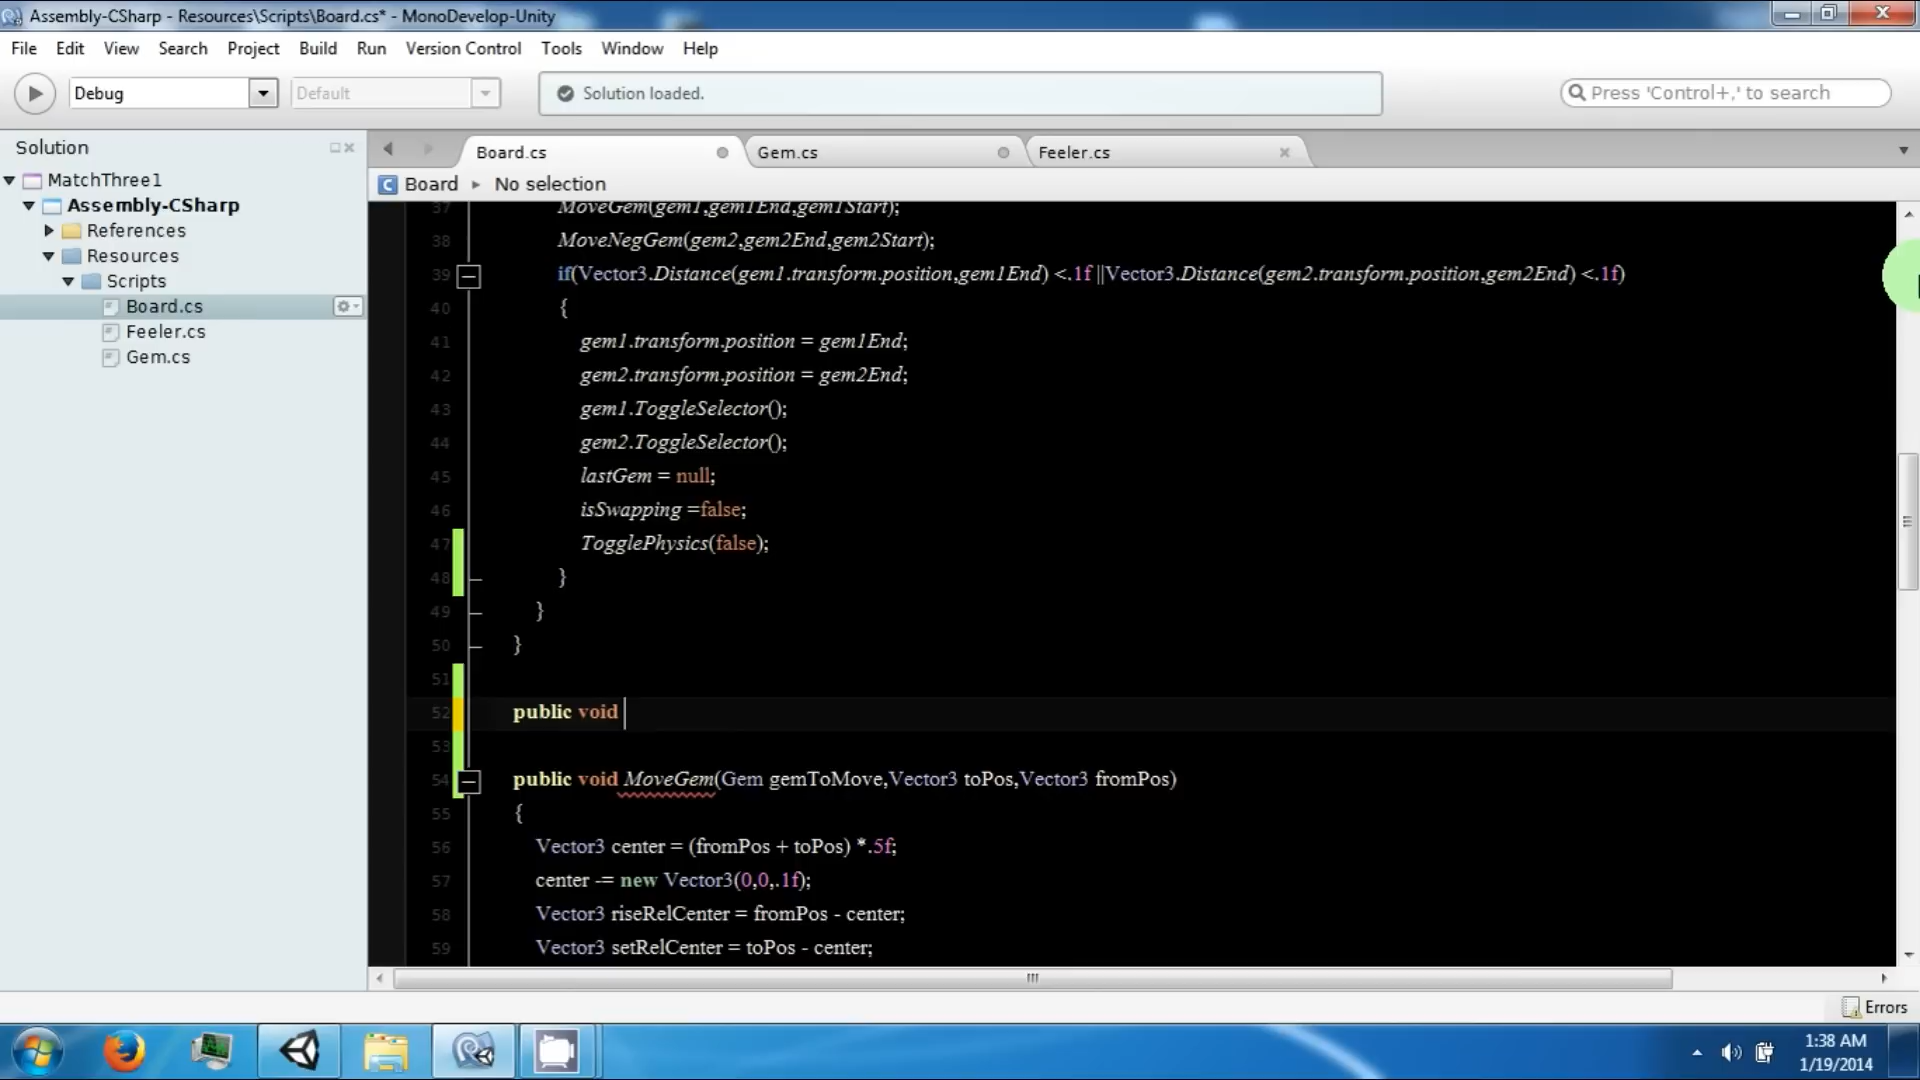 Assembly-CSharp - Resources\Scripts\Board.cs* - MonoDevelop-Unity
File Edit View Search Project Build Run Version Control Tools Window Help
Debug Default Solution loaded. Press 'Control+,' to search
Solution Board.cs Gem.cs Feeler.cs
MatchThree1
Board No selection
Assembly-CSharp
References
Resources
Scripts
Board.cs
Feeler.cs
Gem.cs
37 MoveGem(gem1,gem1End,gem1Start);
38 MoveNegGem(gem2,gem2End,gem2Start);
39 if(Vector3.Distance(gem1.transform.position,gem1End) <.1f ||Vector3.Distance(gem2.transform.position,gem2End) <.1f)
40 {
41 gem1.transform.position = gem1End;
42 gem2.transform.position = gem2End;
43 gem1.ToggleSelector();
44 gem2.ToggleSelector();
45 lastGem = null;
46 isSwapping =false;
47 TogglePhysics(false);
48 }
49 }
50 }
51
52 public void
53
54 public void MoveGem(Gem gemToMove,Vector3 toPos,Vector3 fromPos)
55 {
56 Vector3 center = (fromPos + toPos) *.5f;
57 center -= new Vector3(0,0,.1f);
58 Vector3 riseRelCenter = fromPos - center;
59 Vector3 setRelCenter = toPos - center;
Errors
1:38 AM
1/19/2014